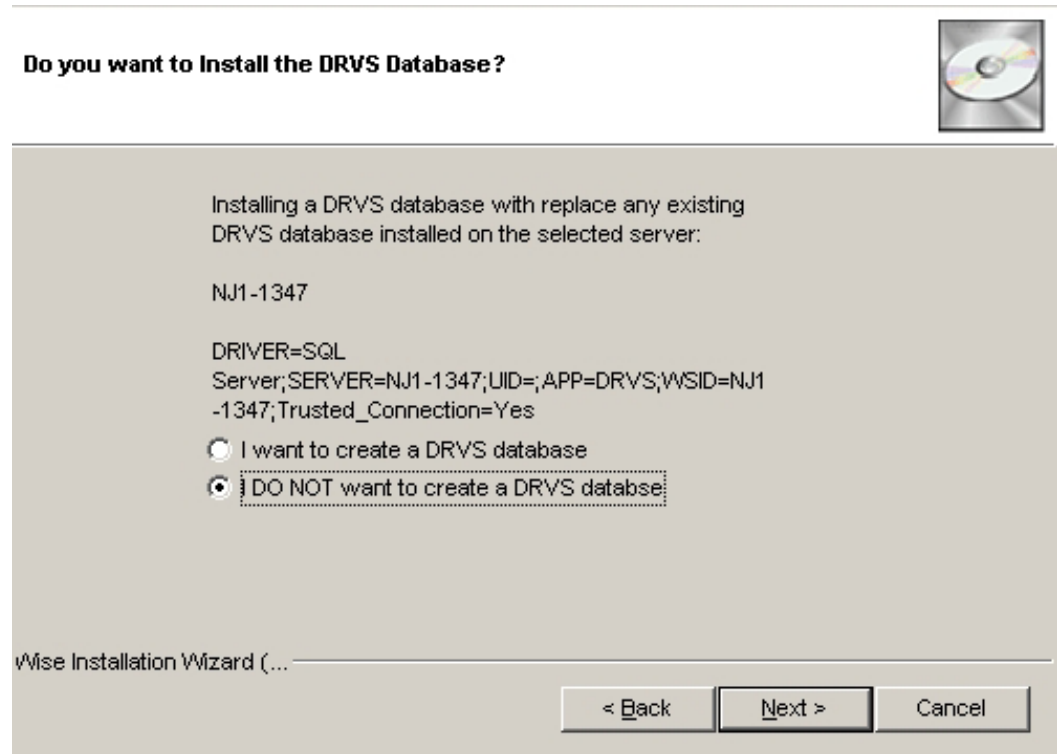 Do you want to Install the DRVS Database?
Installing a DRVS database with replace any existing
DRVS database installed on the selected server:
NJ1-1347
DRIVER=SQL
Server;SERVER=NJ1-1347;UID=;APP=DRVS;WSID=NJ1
-1347;Trusted_Connection=Yes
I want to create a DRVS database
I DO NOT want to create a DRVS databse
Wise Installation Wizard (...
< Back Next > Cancel